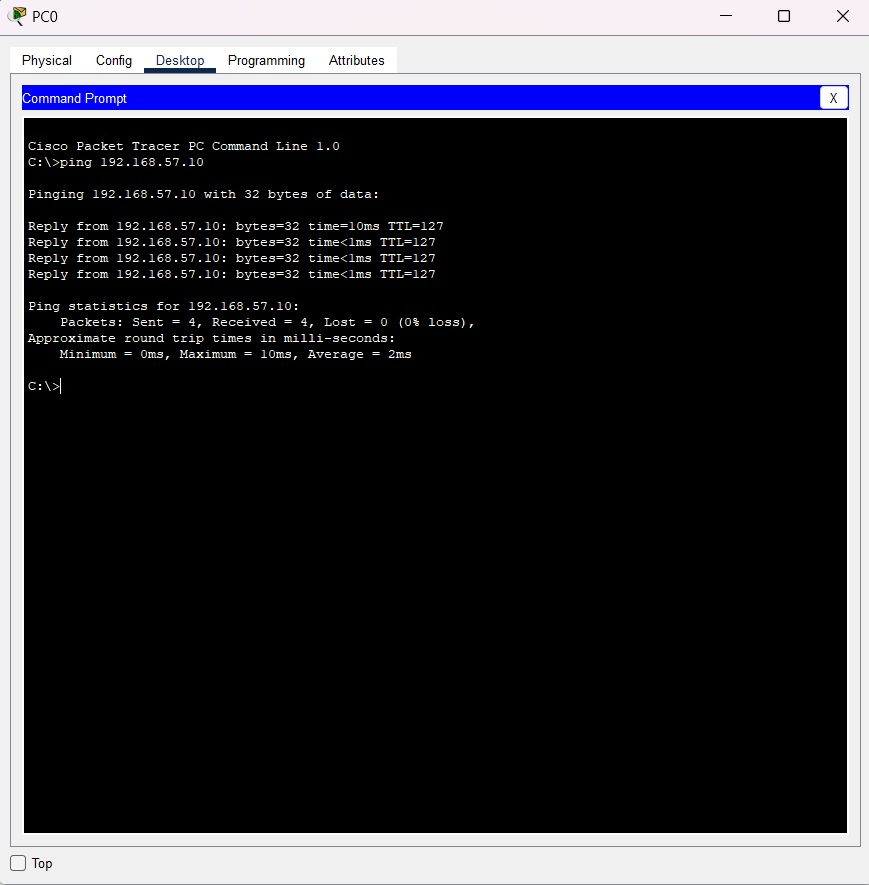 PC0
Physical Config Desktop Programming Attributes
Command Prompt X
Cisco Packet Tracer PC Command Line 1.0
C:\>ping 192.168.57.10
Pinging 192.168.57.10 with 32 bytes of data:
Reply from 192.168.57.10: bytes=32 time=10ms TTL=127
Reply from 192.168.57.10: bytes=32 time<1ms TTL=127
Reply from 192.168.57.10: bytes=32 time<1ms TTL=127
Reply from 192.168.57.10: bytes=32 time<1ms TTL=127
Ping statistics for 192.168.57.10:
Packets: Sent = 4, Received = 4, Lost = 0 (0% loss),
Approximate round trip times in milli-seconds:
Minimum = 0ms, Maximum = 10ms, Average = 2ms
C:\>
Top